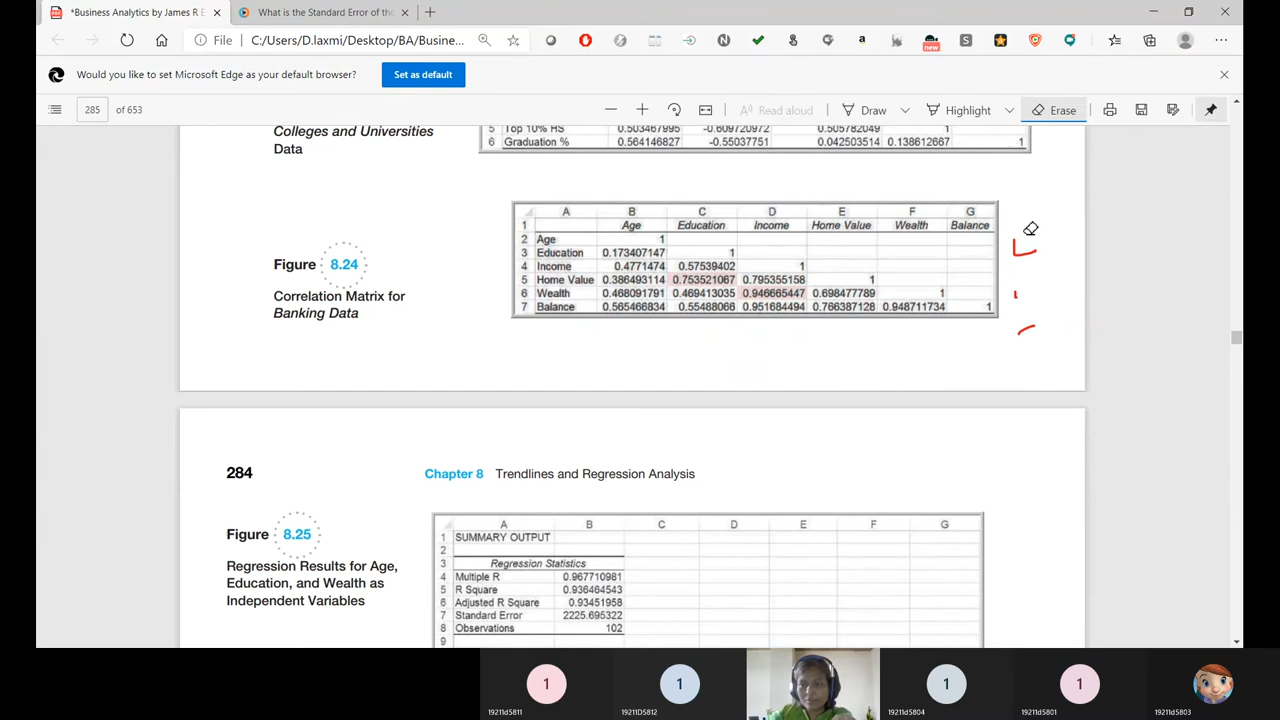 *Business Analytics by James R E
What is the Standard Error of the
File
C:/Users/D.laxmi/Desktop/BA/Busine...
new
Would you like to set Microsoft Edge as your default browser?
Set as default
285 of 653
Read aloud
Draw
Highlight
Erase
Colleges and Universities
Data
5 Top 10% HS 0.503467995 -0.609720972 0.505782049 1
6 Graduation % 0.564146827 -0.55037751 0.042503514 0.138612667 1
Figure 8.24
Correlation Matrix for
Banking Data
A B C D E F G
1 Age Education Income Home Value Wealth Balance
2 Age 1
3 Education 0.173407147 1
4 Income 0.4771474 0.57539402 1
5 Home Value 0.386493114 0.753521067 0.795355158 1
6 Wealth 0.468091791 0.469413035 0.946665447 0.698477789 1
7 Balance 0.565466834 0.55488066 0.951684494 0.766387128 0.948711734 1
284
Chapter 8 Trendlines and Regression Analysis
Figure 8.25
Regression Results for Age,
Education, and Wealth as
Independent Variables
A B C D E F G
1 SUMMARY OUTPUT
2
3 Regression Statistics
4 Multiple R 0.967710981
5 R Square 0.936464543
6 Adjusted R Square 0.93451958
7 Standard Error 2225.695322
8 Observations 102
9
1 1 1 1
19211d5811 19211D5812 19211d5804 19211d5801 19211d5803